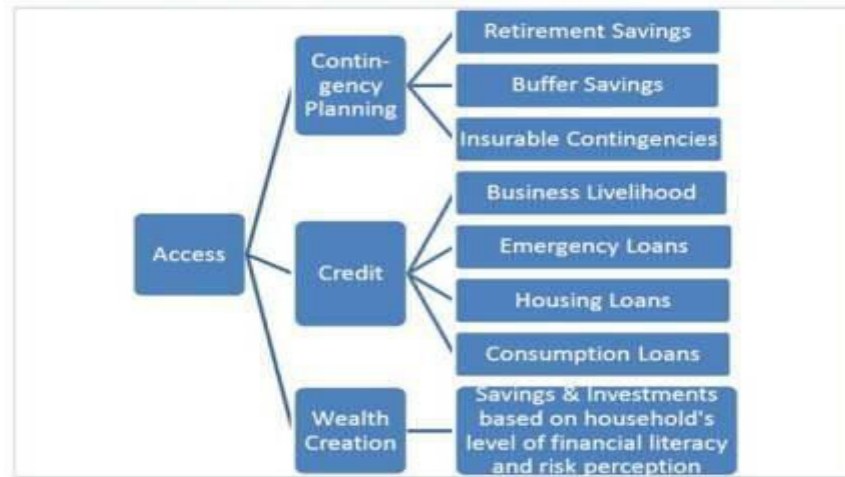 Access
Contin-
gency
Planning
Retirement Savings
Buffer Savings
Insurable Contingencies
Credit
Business Livelihood
Emergency Loans
Housing Loans
Consumption Loans
Wealth
Creation
Savings & Investments
based on household's
level of financial literacy
and risk perception